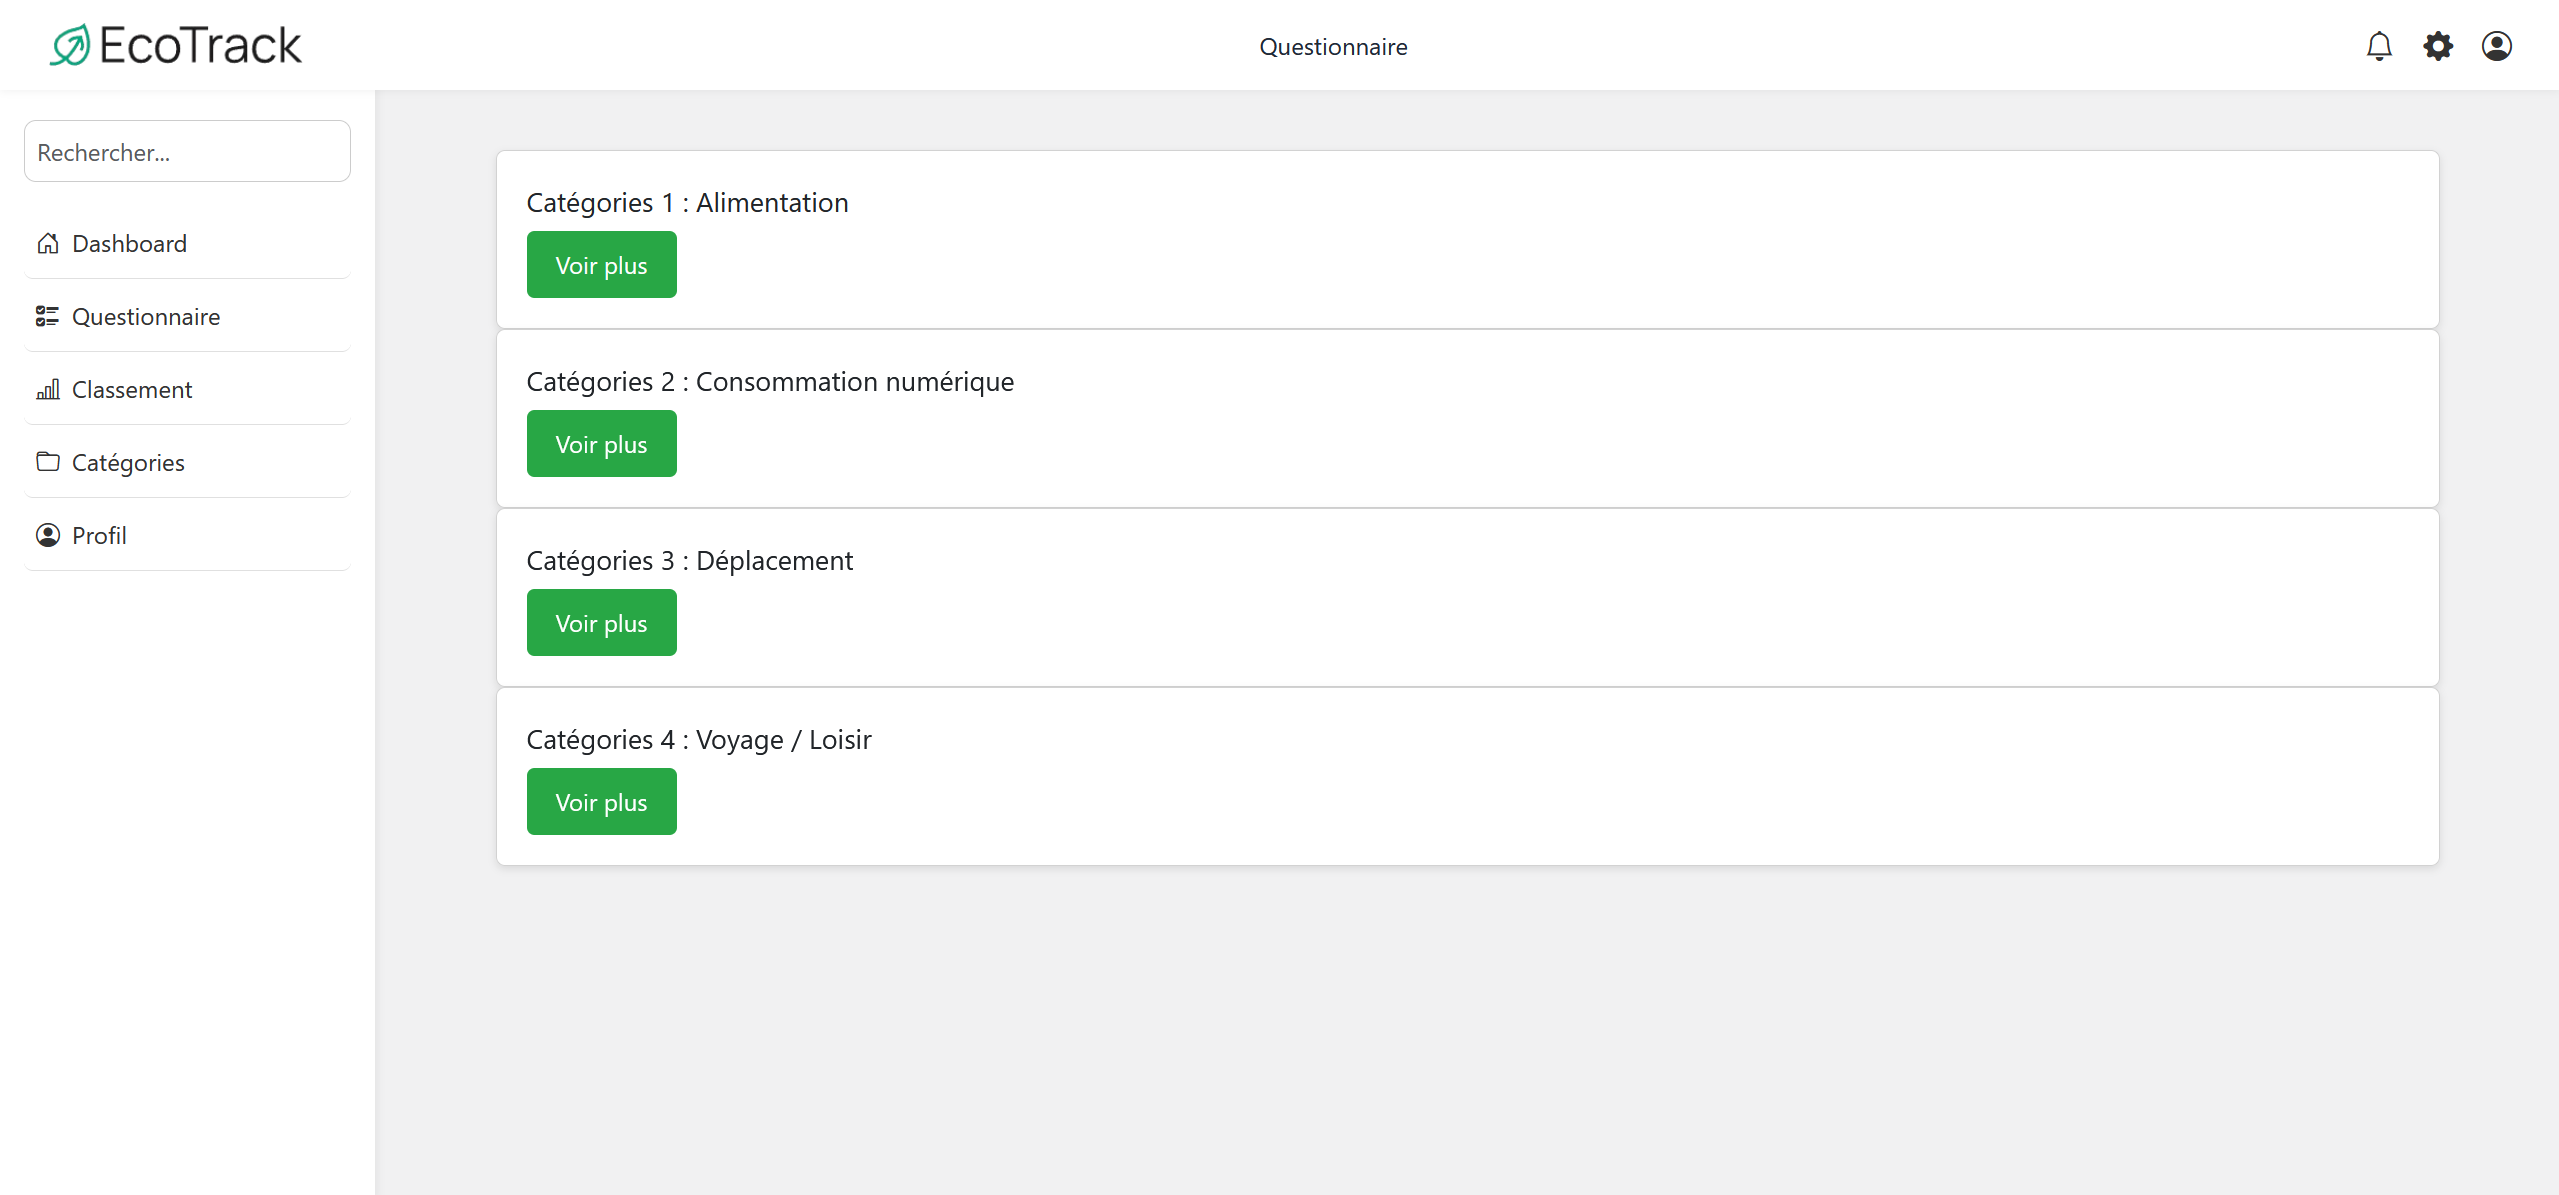 EcoTrack
Questionnaire
Rechercher...
Dashboard
Questionnaire
Classement
Catégories
Profil
Catégories 1 : Alimentation
Voir plus
Catégories 2 : Consommation numérique
Voir plus
Catégories 3 : Déplacement
Voir plus
Catégories 4 : Voyage / Loisir
Voir plus